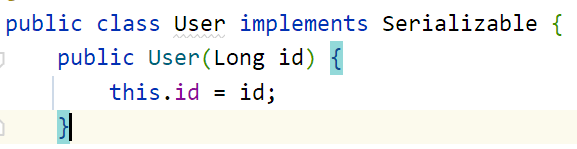 public class User implements Serializable {
    public User(Long id) {
        this.id = id;
    }